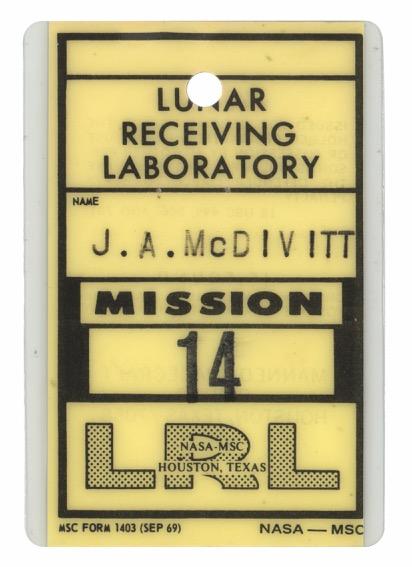 LUNAR
RECEIVING
LABORATORY
NAME
J.A.McDIVITT
MISSION
14
LRL
NASA-MSC
HOUSTON, TEXAS
MSC FORM 1403 (SEP 69) NASA — MSC